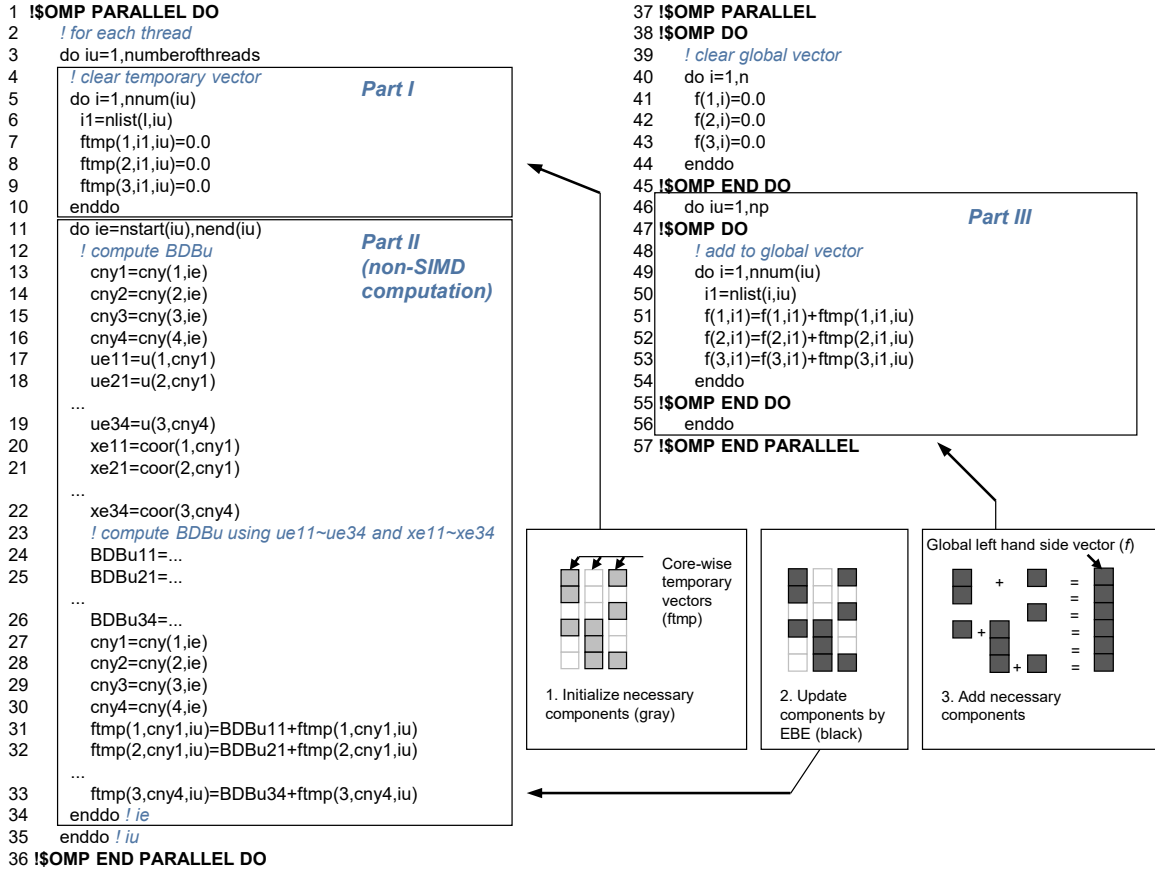 1 !$OMP PARALLEL DO
2 ! for each thread
3 do iu=1,numberofthreads
4 ! clear temporary vector
Part I
5 do i=1,nnum(iu)
6 i1=nlist(I,iu)
7 ftmp(1,i1,iu)=0.0
8 ftmp(2,i1,iu)=0.0
9 ftmp(3,i1,iu)=0.0
10 enddo
11 do ie=nstart(iu),nend(iu)
Part II
(non-SIMD
computation)
12 ! compute BDBu
13 cny1=cny(1,ie)
14 cny2=cny(2,ie)
15 cny3=cny(3,ie)
16 cny4=cny(4,ie)
17 ue11=u(1,cny1)
18 ue21=u(2,cny1)
...
19 ue34=u(3,cny4)
20 xe11=coor(1,cny1)
21 xe21=coor(2,cny1)
...
22 xe34=coor(3,cny4)
23 ! compute BDBu using ue11~ue34 and xe11~xe34
24 BDBu11=...
25 BDBu21=...
...
26 BDBu34=...
27 cny1=cny(1,ie)
28 cny2=cny(2,ie)
29 cny3=cny(3,ie)
30 cny4=cny(4,ie)
31 ftmp(1,cny1,iu)=BDBu11+ftmp(1,cny1,iu)
32 ftmp(2,cny1,iu)=BDBu21+ftmp(2,cny1,iu)
...
33 ftmp(3,cny4,iu)=BDBu34+ftmp(3,cny4,iu)
34 enddo ! ie
35 enddo ! iu
36 !$OMP END PARALLEL DO
37 !$OMP PARALLEL
38 !$OMP DO
39 ! clear global vector
40 do i=1,n
41 f(1,i)=0.0
42 f(2,i)=0.0
43 f(3,i)=0.0
44 enddo
45 !$OMP END DO
46 do iu=1,np
Part III
47 !$OMP DO
48 ! add to global vector
49 do i=1,nnum(iu)
50 i1=nlist(i,iu)
51 f(1,i1)=f(1,i1)+ftmp(1,i1,iu)
52 f(2,i1)=f(2,i1)+ftmp(2,i1,iu)
53 f(3,i1)=f(3,i1)+ftmp(3,i1,iu)
54 enddo
55 !$OMP END DO
56 enddo
57 !$OMP END PARALLEL
Core-wise
temporary
vectors
(ftmp)
1. Initialize necessary
components (gray)
2. Update
components by
EBE (black)
Global left hand side vector (f)
+ =
=
=
+ =
=
+ =
3. Add necessary
components